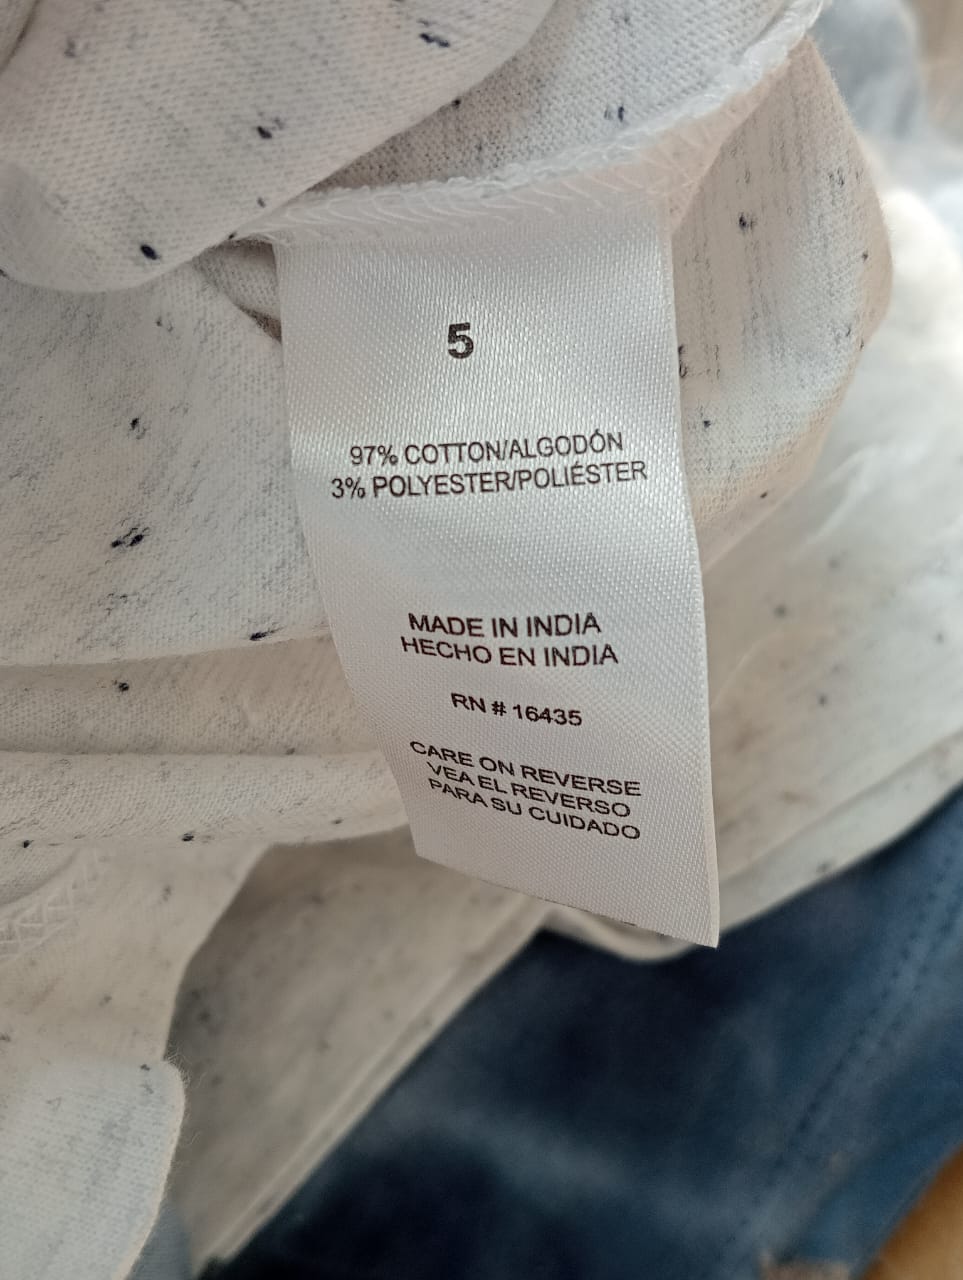 5
97% COTTON/ALGODÓN
3% POLYESTER/POLIÉSTER
MADE IN INDIA
HECHO EN INDIA
RN # 16435
CARE ON REVERSE
VEA EL REVERSO
PARA SU CUIDADO